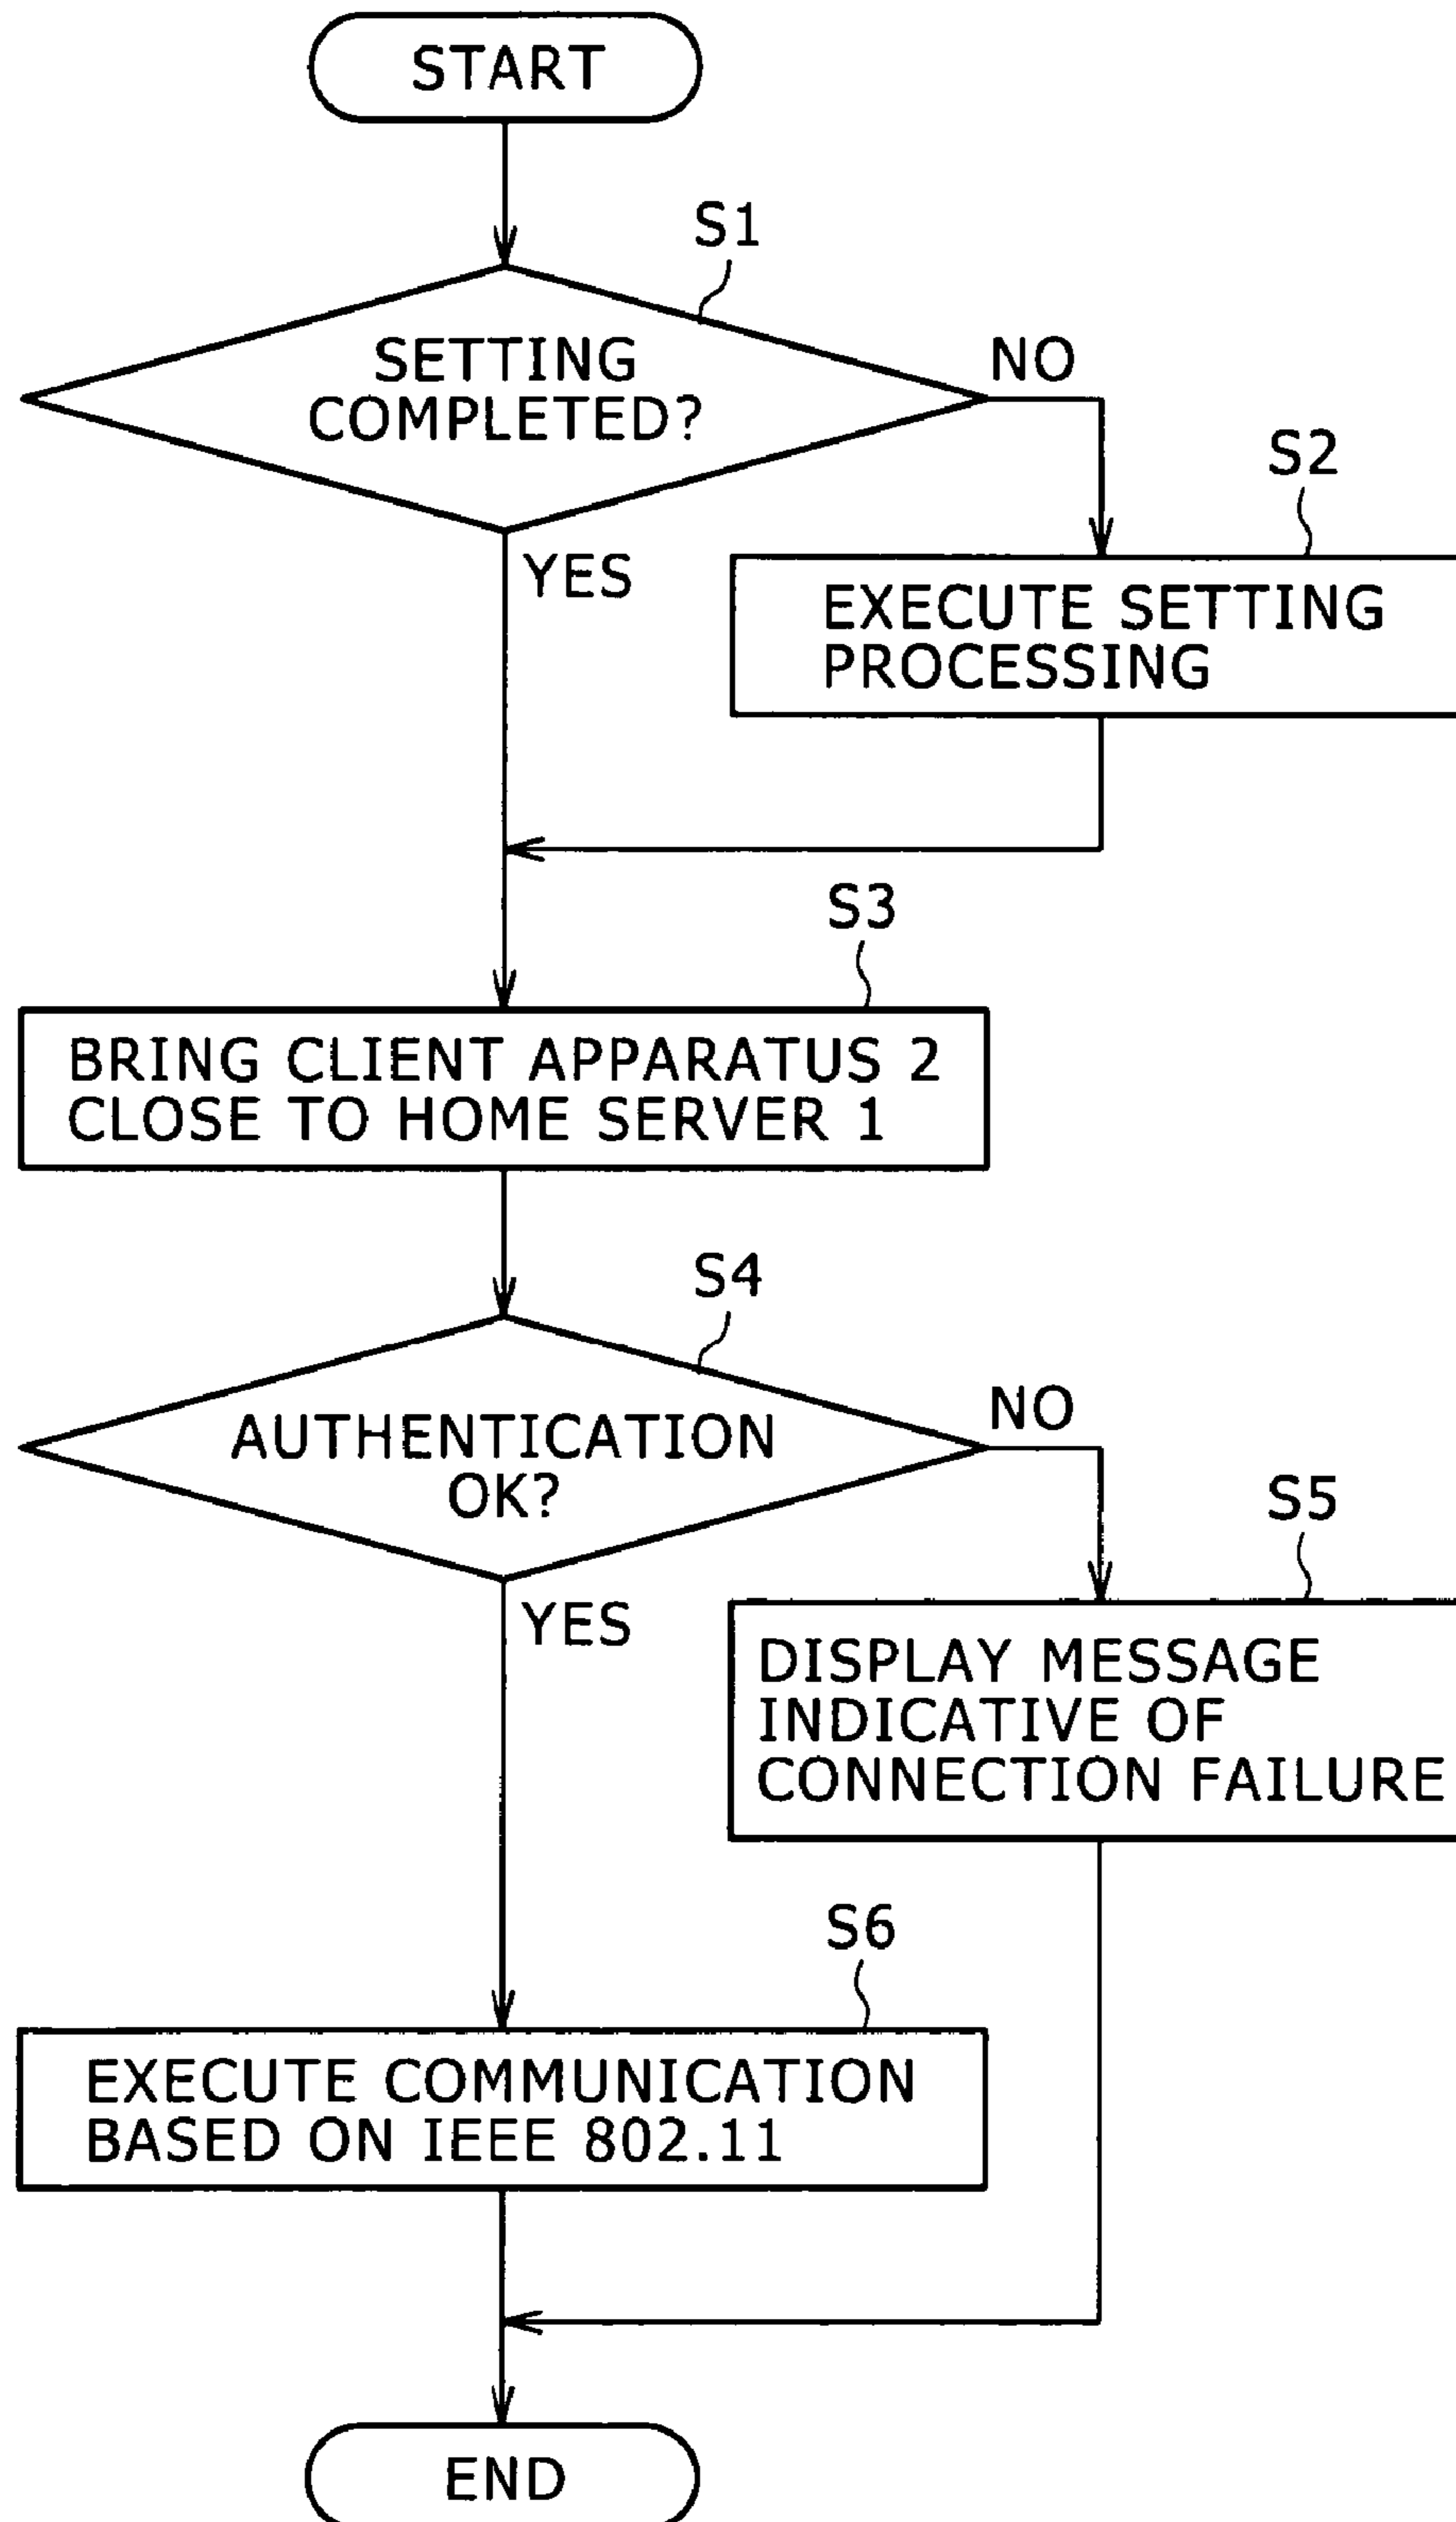 START
S1
SETTING
COMPLETED?
NO
S2
YES
EXECUTE SETTING
PROCESSING
S3
BRING CLIENT APPARATUS 2
CLOSE TO HOME SERVER 1
S4
AUTHENTICATION
OK?
NO
S5
YES
DISPLAY MESSAGE
INDICATIVE OF
CONNECTION FAILURE
S6
EXECUTE COMMUNICATION
BASED ON IEEE 802.11
END